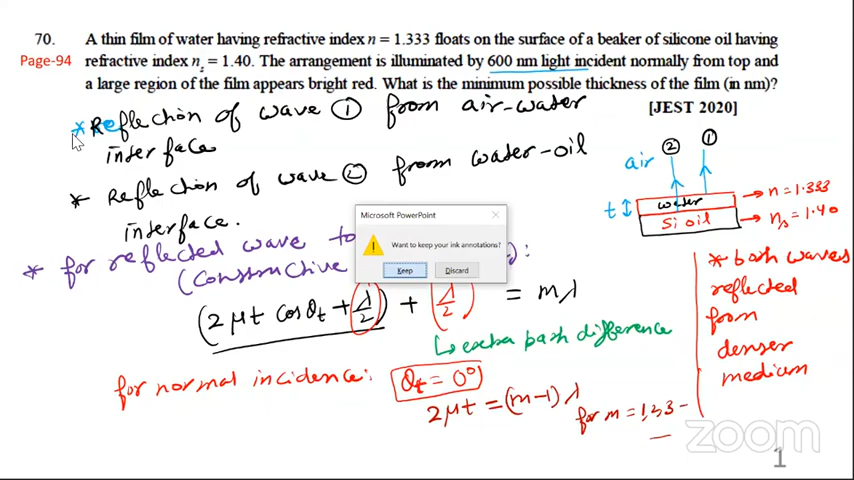 70. A thin film of water having refractive index n = 1.333 floats on the surface of a beaker of silicone oil having
Page-94 refractive index nₛ = 1.40. The arrangement is illuminated by 600 nm light incident normally from top and
a large region of the film appears bright red. What is the minimum possible thickness of the film (in nm)?
[JEST 2020]
* Reflection of wave ① from air-water
interface
* Reflection of wave ② from water-oil
interface.
* for reflected wave to
(Constructive ):
(2μt cosθt + λ/2) + (λ/2) = mλ
↳ extra path difference
for normal incidence: θt = 0°
2μt = (m-1) λ
for m = 1,2,3 -
② ①
air
t
water
Si oil
→ n = 1.333
→ ns = 1.40
* both waves
reflected
from
denser
medium
Microsoft PowerPoint
Want to keep your ink annotations?
Keep Discard
zoom
1